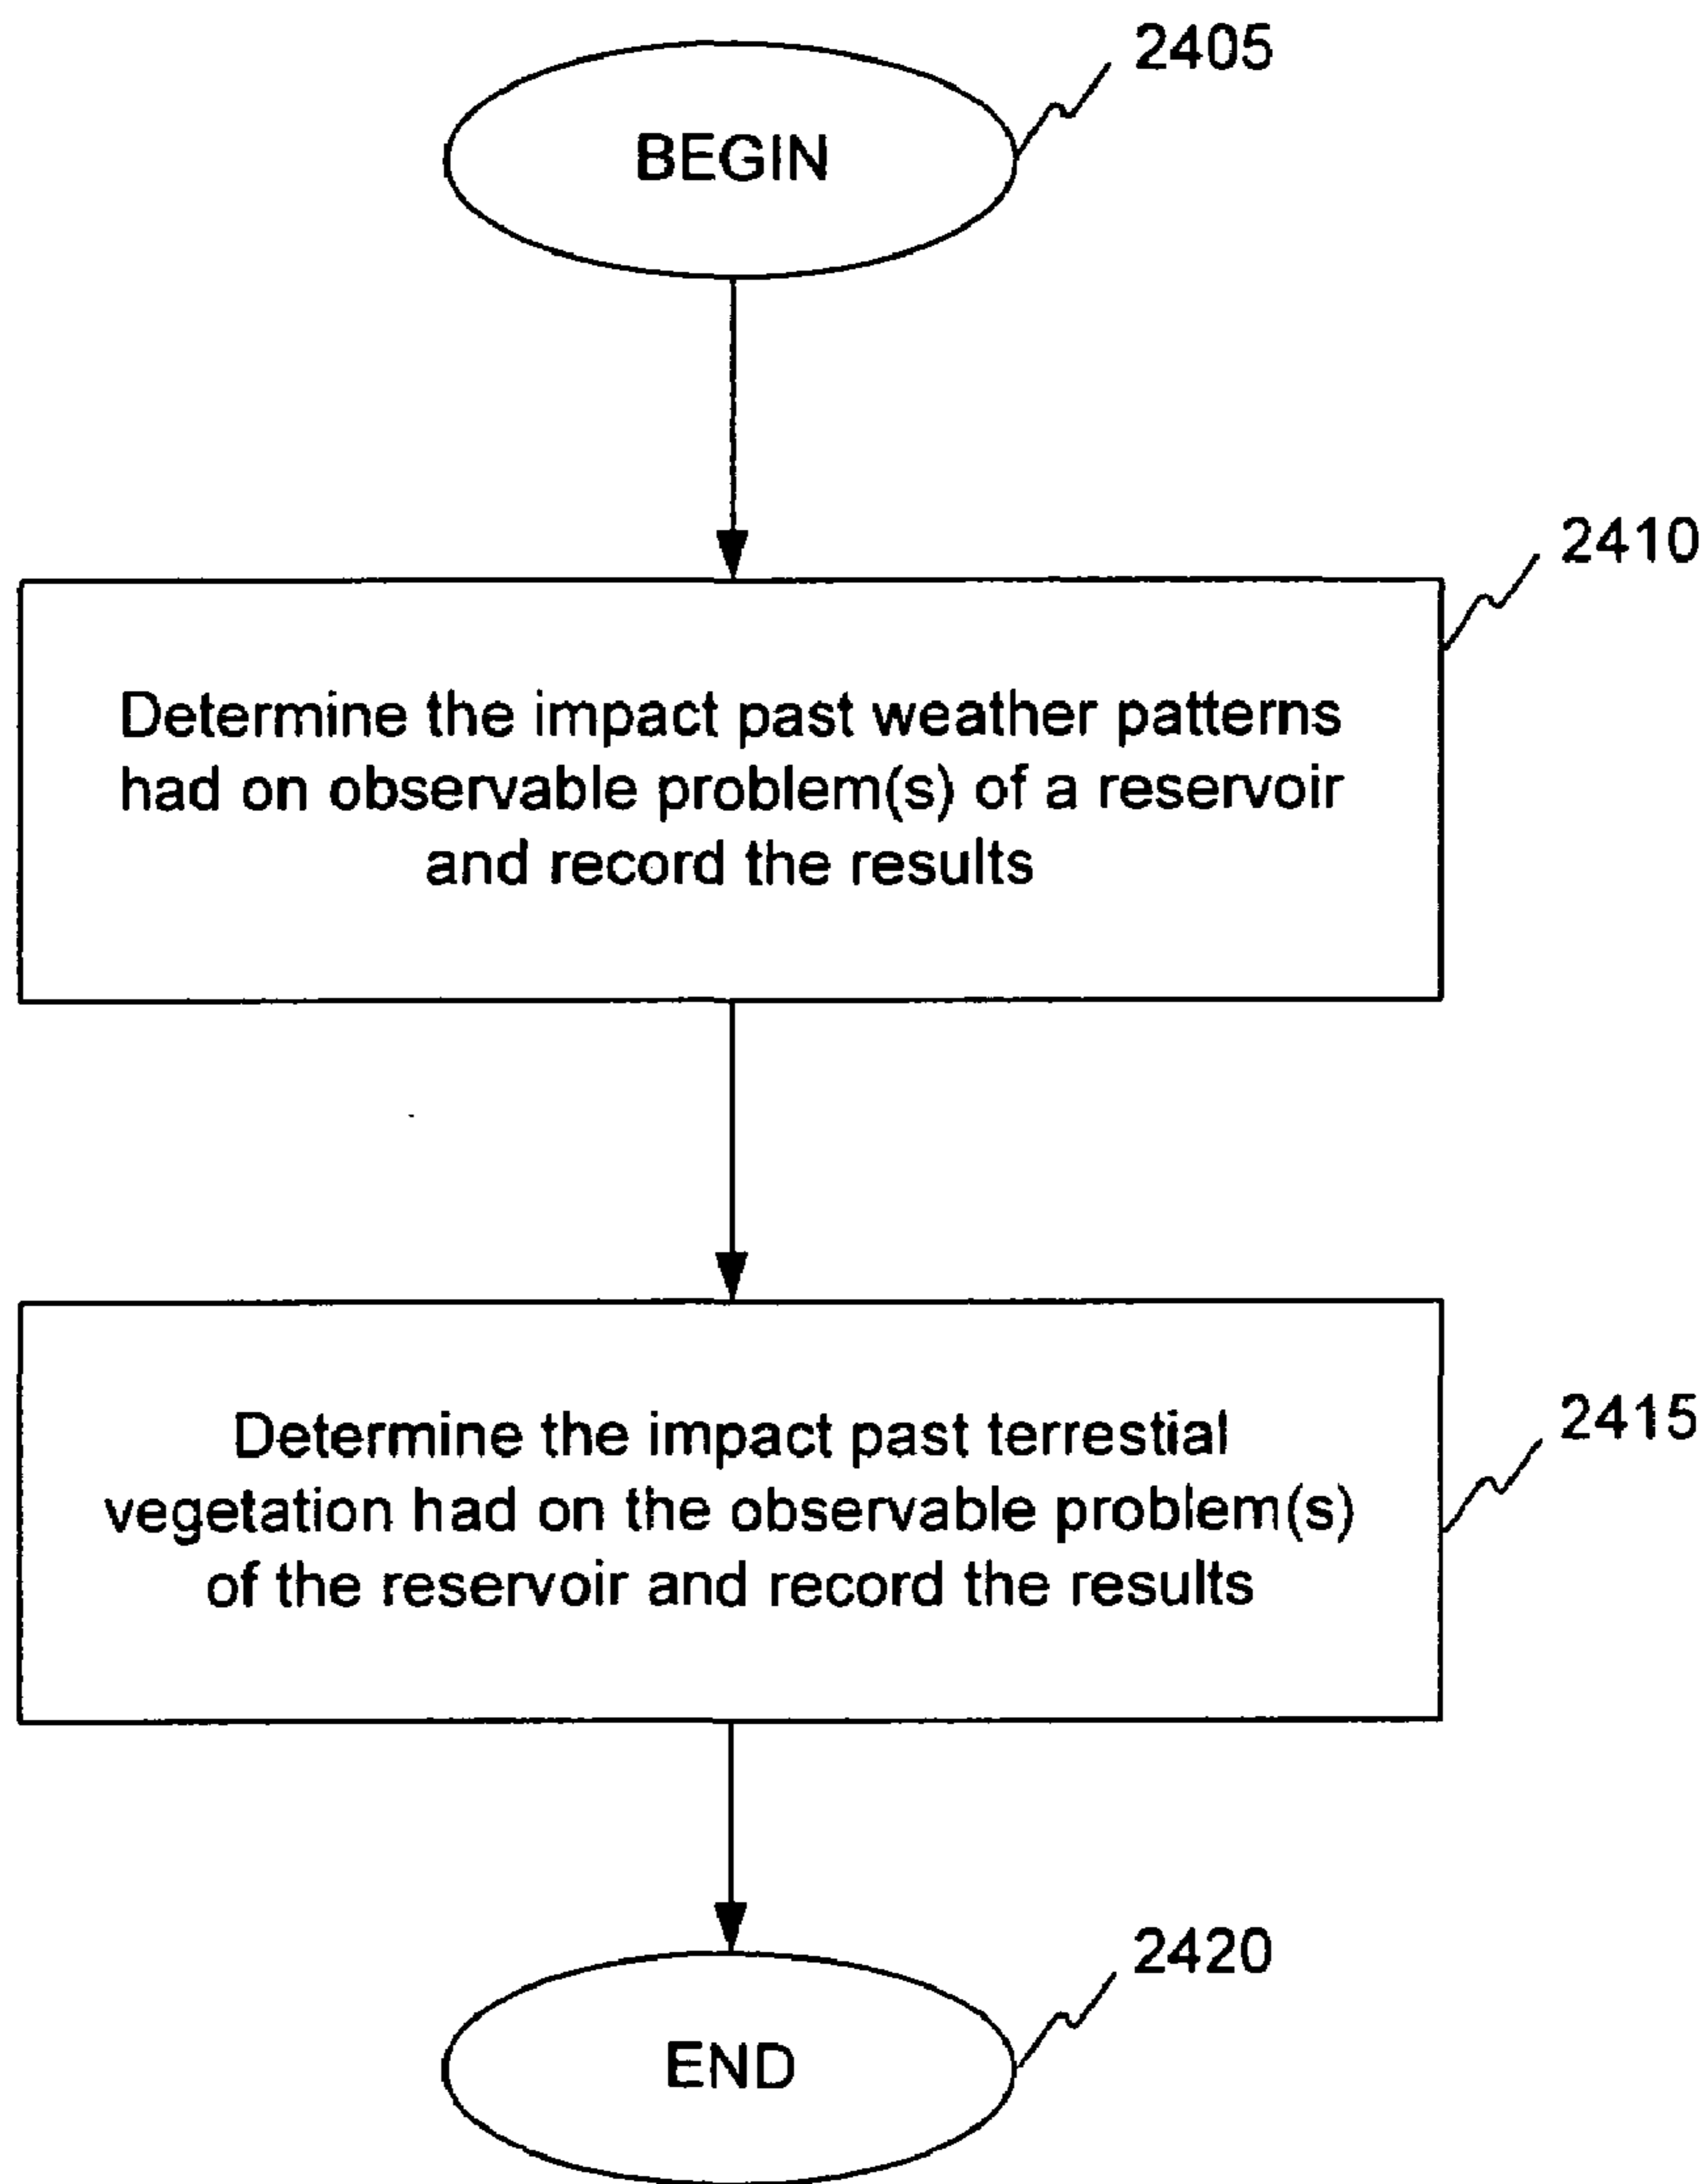 2405
BEGIN
2410
Determine the impact past weather patterns
had on observable problem(s) of a reservoir
and record the results
2415
Determine the impact past terrestial
vegetation had on the observable problem(s)
of the reservoir and record the results
2420
END